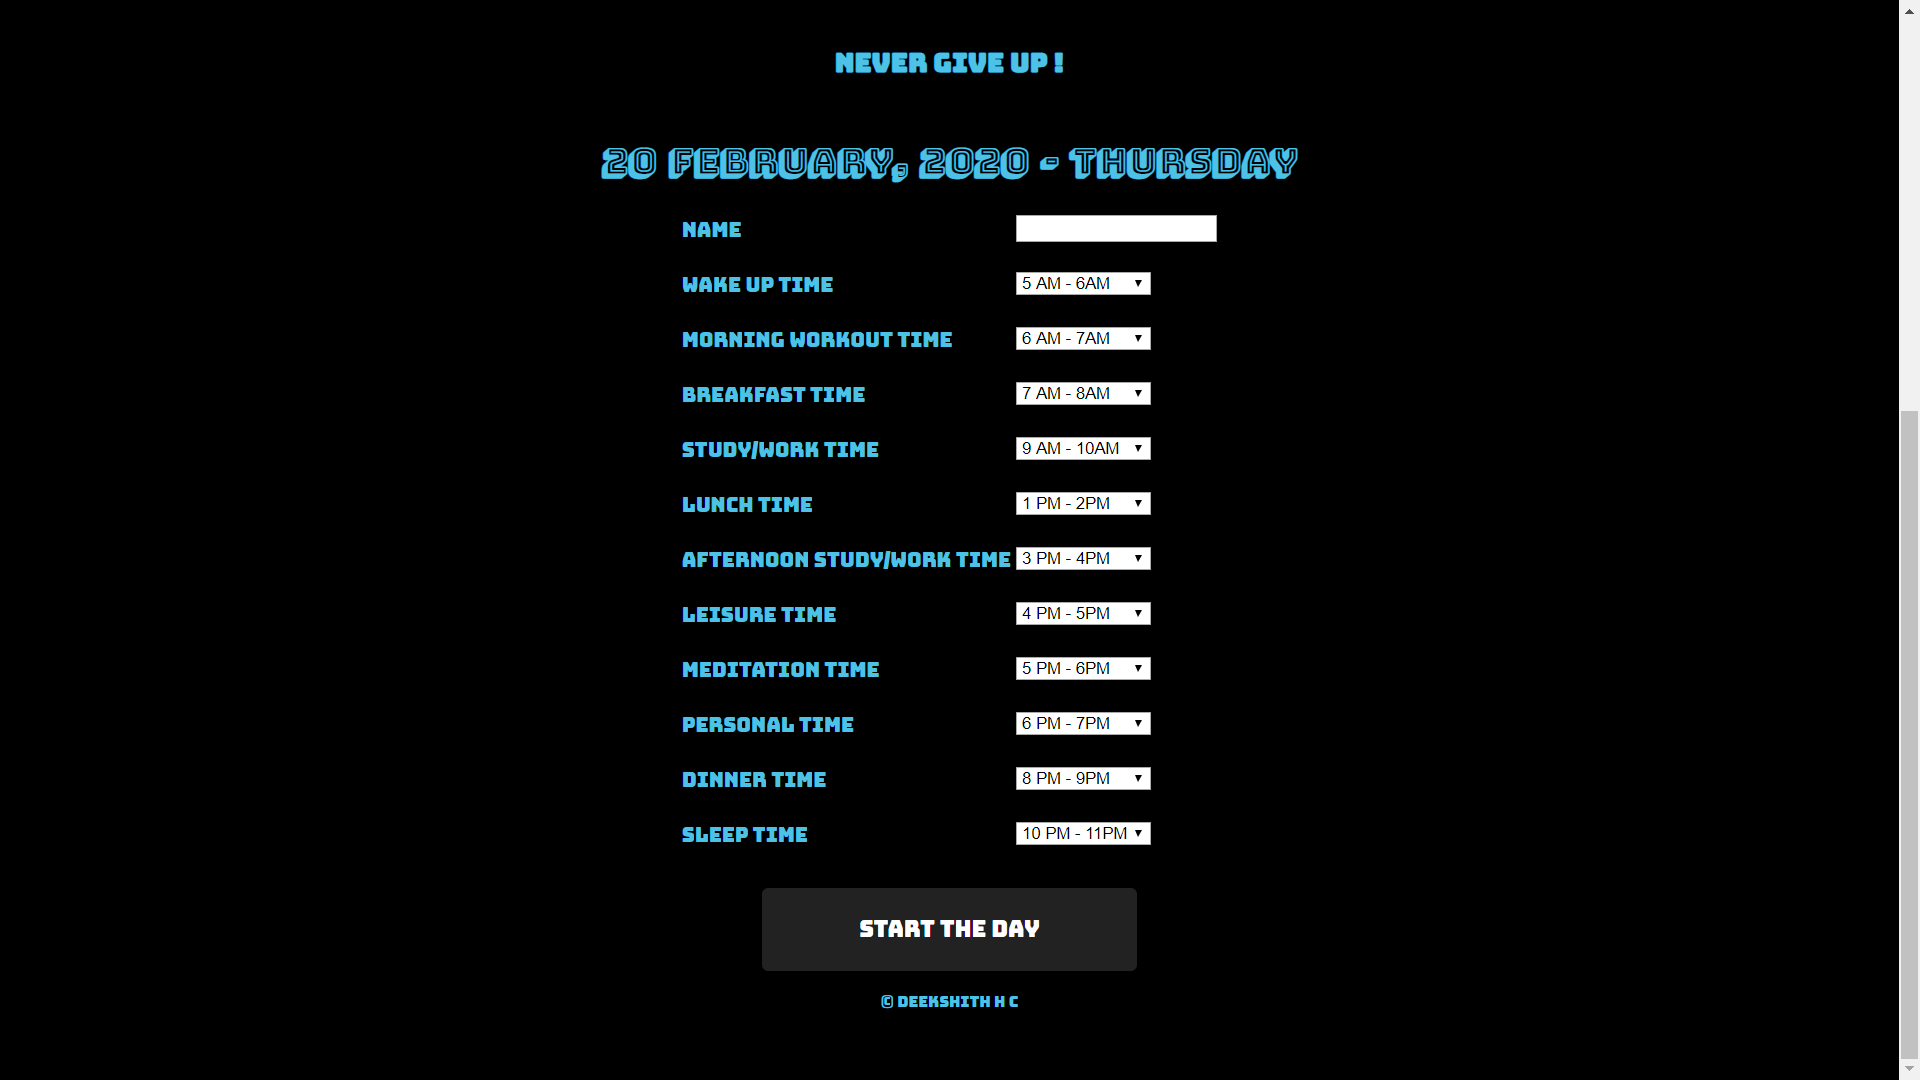 NEVER GIVE UP !
20 FEBRUARY, 2020 - THURSDAY
NAME
WAKE UP TIME 5 AM - 6AM
MORNING WORKOUT TIME 6 AM - 7AM
BREAKFAST TIME 7 AM - 8AM
STUDY/WORK TIME 9 AM - 10AM
LUNCH TIME 1 PM - 2PM
AFTERNOON STUDY/WORK TIME 3 PM - 4PM
LEISURE TIME 4 PM - 5PM
MEDITATION TIME 5 PM - 6PM
PERSONAL TIME 6 PM - 7PM
DINNER TIME 8 PM - 9PM
SLEEP TIME 10 PM - 11PM
START THE DAY
© DEEKSHITH H C